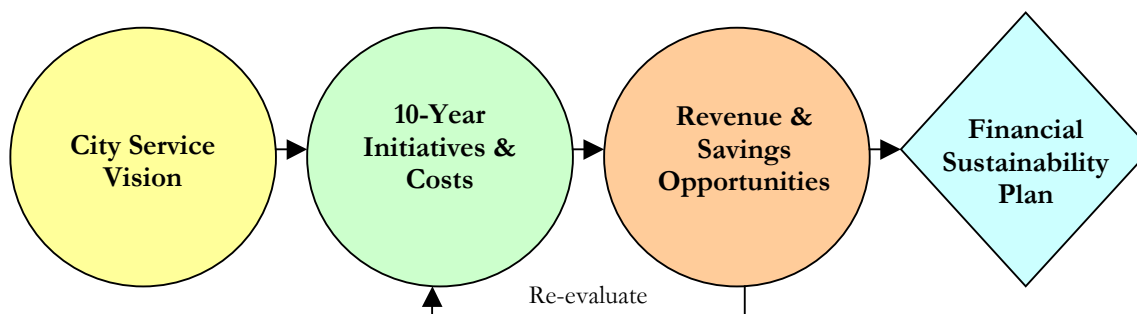 City Service
Vision
10-Year
Initiatives &
Costs
Revenue &
Savings
Opportunities
Financial
Sustainability
Plan
Re-evaluate